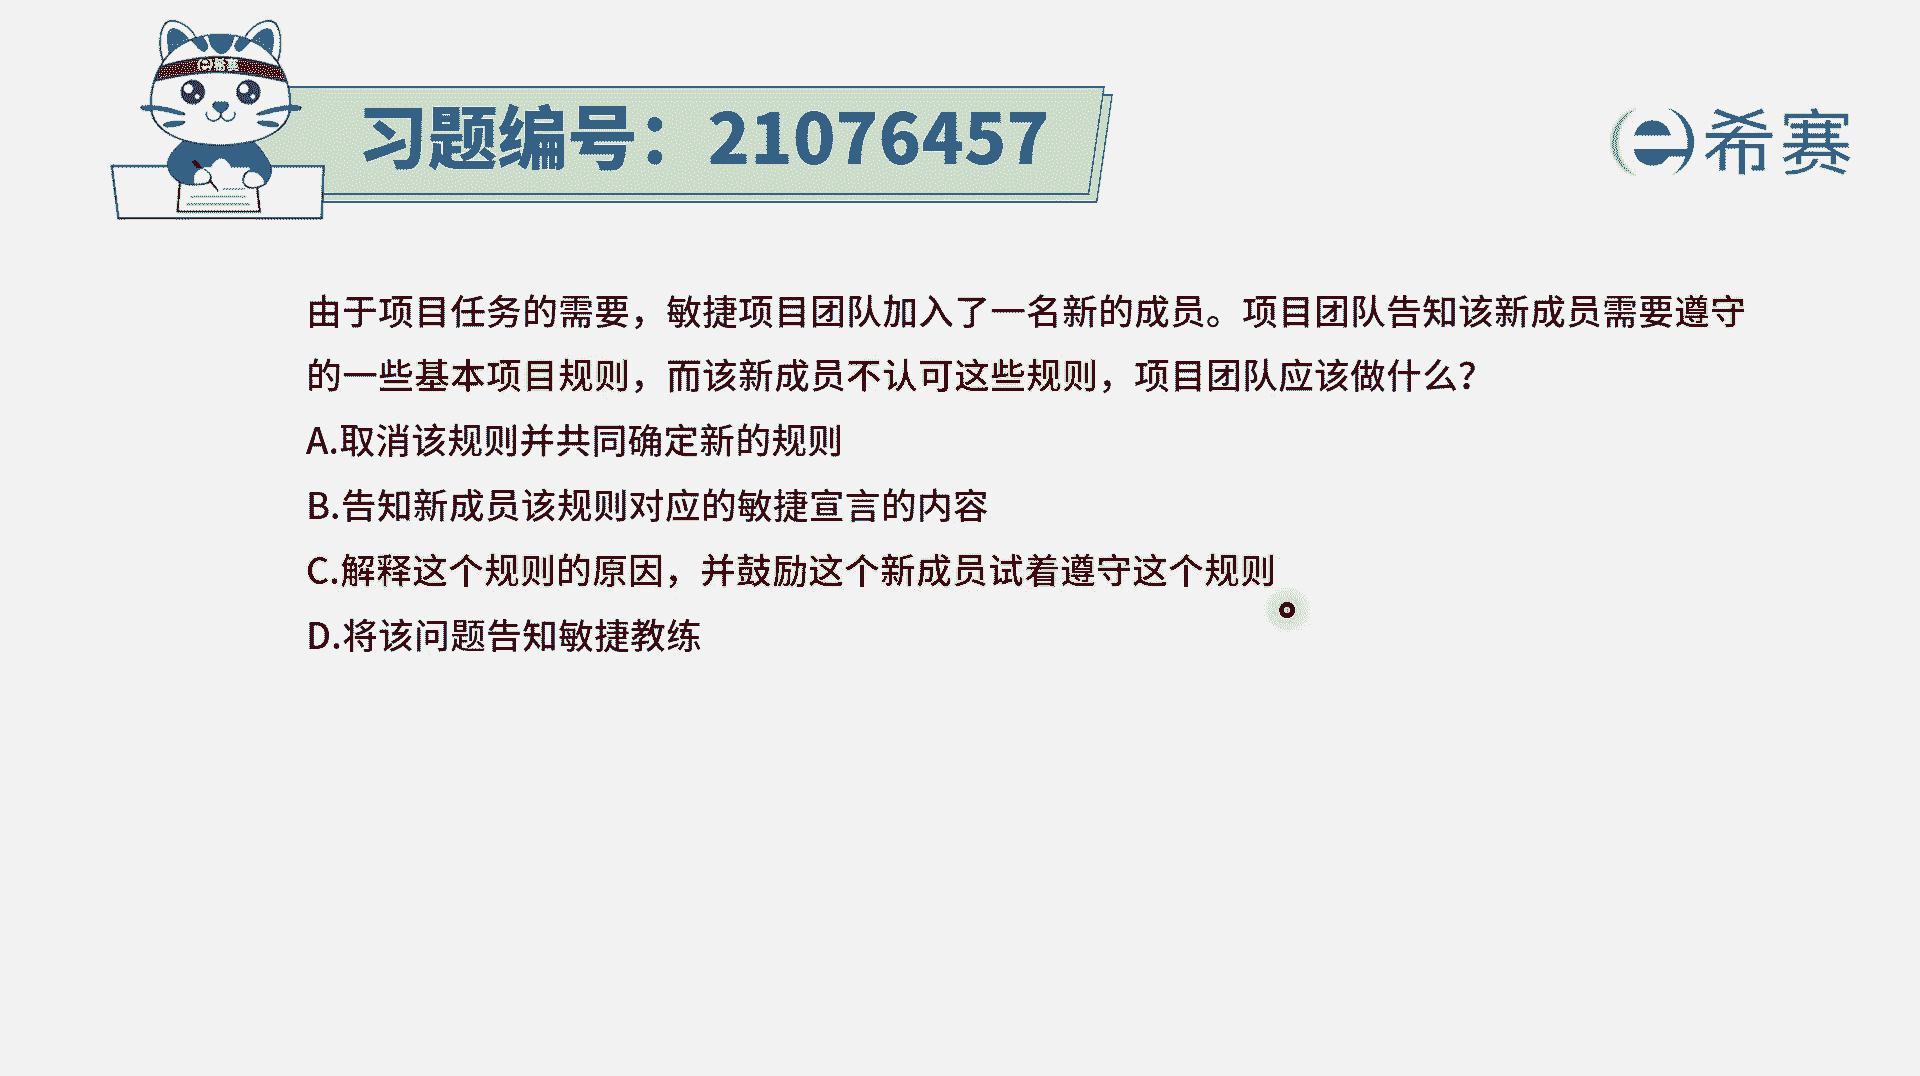 希赛
习题编号：21076457
希赛
由于项目任务的需要，敏捷项目团队加入了一名新的成员。项目团队告知该新成员需要遵守
的一些基本项目规则，而该新成员不认可这些规则，项目团队应该做什么？
A.取消该规则并共同确定新的规则
B.告知新成员该规则对应的敏捷宣言的内容
C.解释这个规则的原因，并鼓励这个新成员试着遵守这个规则
D.将该问题告知敏捷教练